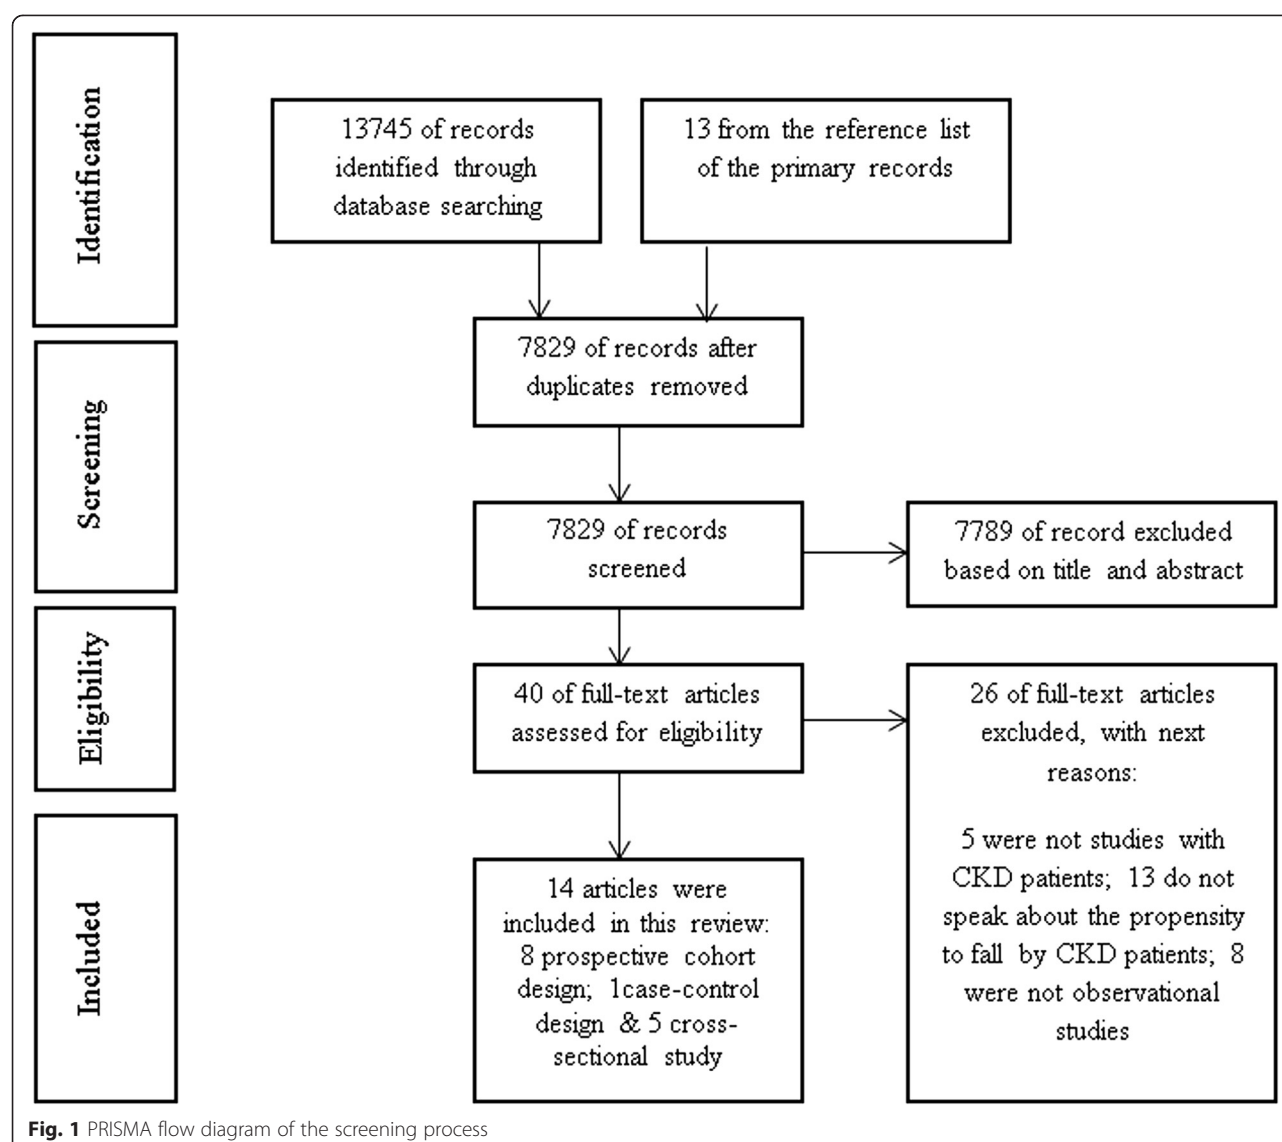 Identification
13745 of records
identified through
database searching
13 from the reference list
of the primary records
7829 of records after
duplicates removed
Screening
7829 of records
screened
7789 of record excluded
based on title and abstract
Eligibility
40 of full-text articles
assessed for eligibility
26 of full-text articles
excluded, with next
reasons:
5 were not studies with
CKD patients; 13 do not
speak about the propensity
to fall by CKD patients; 8
were not observational
studies
Included
14 articles were
included in this review:
8 prospective cohort
design; 1case-control
design & 5 cross-
sectional study
Fig. 1 PRISMA flow diagram of the screening process